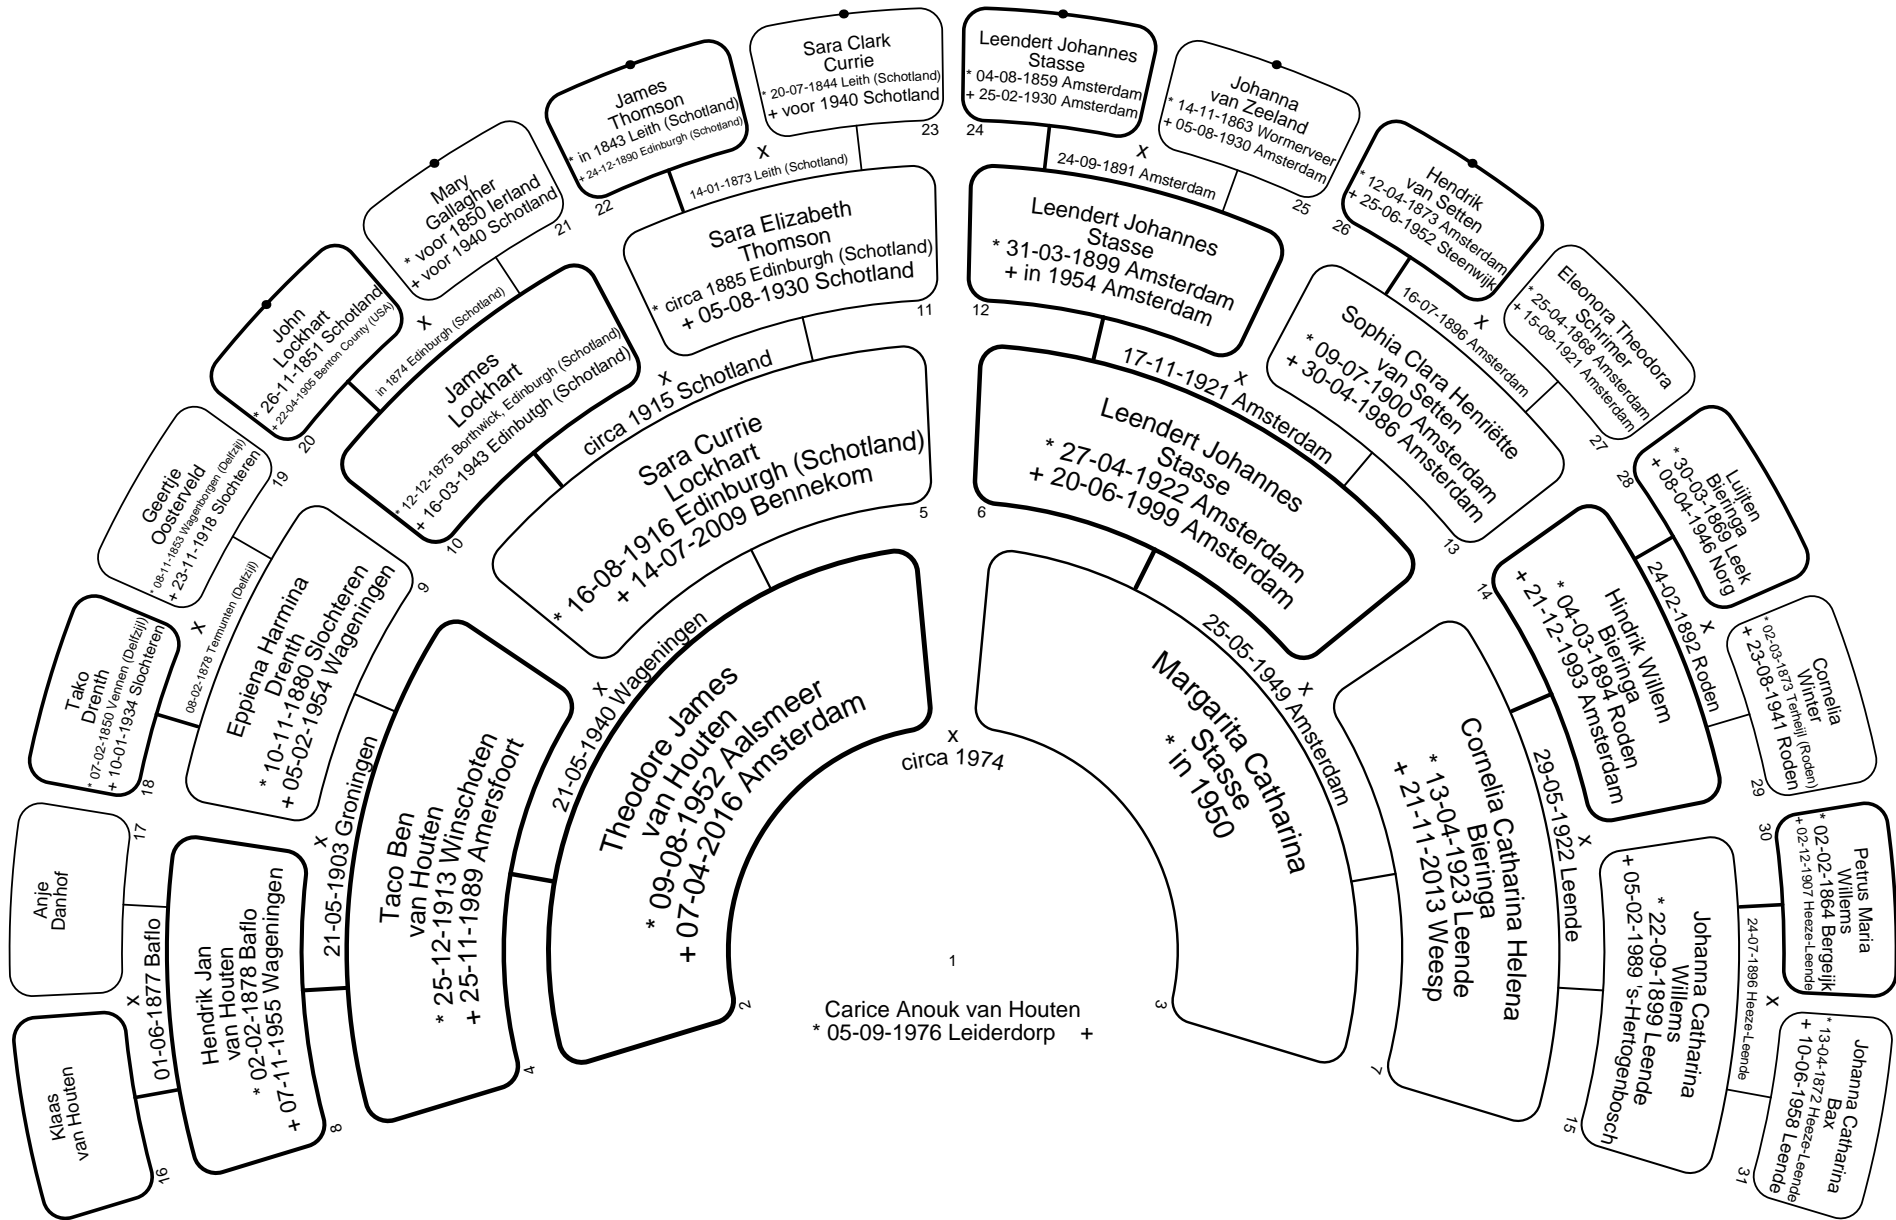 Carice Anouk van Houten
* 05-09-1976 Leiderdorp +
1
Theodore James
van Houten
* 09-08-1952 Aalsmeer
+ 07-04-2016 Amsterdam
2
x
circa 1974
Margarita Catharina
Stasse
* in 1950
3
Taco Ben
van Houten
* 25-12-1913 Winschoten
+ 25-11-1989 Amersfoort
4
x
21-05-1940 Wageningen
Sara Currie
Lockhart
* 16-08-1916 Edinburgh (Schotland)
+ 14-07-2009 Bennekom
5
Leendert Johannes
Stasse
* 27-04-1922 Amsterdam
+ 20-06-1999 Amsterdam
6
x
25-05-1949 Amsterdam
Cornelia Catharina Helena
Bieringa
* 13-04-1923 Leende
+ 21-11-2013 Weesp
7
Hendrik Jan
van Houten
* 02-02-1878 Baflo
+ 07-11-1955 Wageningen
8
x
21-05-1903 Groningen
Eppiena Harmina
Drenth
* 10-11-1880 Slochteren
+ 05-02-1954 Wageningen
9
James
Lockhart
* 12-12-1875 Borthwick, Edinburgh (Schotland)
+ 16-03-1943 Edinbutgh (Schotland)
10
x
circa 1915 Schotland
Sara Elizabeth
Thomson
* circa 1885 Edinburgh (Schotland)
+ 05-08-1930 Schotland
11
Leendert Johannes
Stasse
* 31-03-1899 Amsterdam
+ in 1954 Amsterdam
12
x
17-11-1921 Amsterdam
Sophia Clara Henriëtte
van Setten
* 09-07-1900 Amsterdam
+ 30-04-1986 Amsterdam
13
Hindrik Willem
Bieringa
* 04-03-1894 Roden
+ 21-12-1993 Amsterdam
14
x
29-05-1922 Leende
Johanna Catharina
Willems
* 22-09-1899 Leende
+ 05-02-1989 's-Hertogenbosch
15
Klaas
van Houten
16
x
01-06-1877 Baflo
Anje
Danhof
17
Tako
Drenth
* 07-02-1850 Vennen (Delfzijl)
+ 10-01-1934 Slochteren
18
x
08-02-1878 Termunten (Delfzijl)
Geertje
Oosterveld
* 08-11-1853 Wagenborgen (Delfzijl)
+ 23-11-1918 Slochteren
19
John
Lockhart
* 26-11-1851 Schotland
+ 22-04-1905 Benton County (USA)
20
x
in 1874 Edinburgh (Schotland)
Mary
Gallagher
* voor 1850 Ierland
+ voor 1940 Schotland
21
James
Thomson
* in 1843 Leith (Schotland)
+ 24-12-1890 Edinburgh (Schotland)
22
x
14-01-1873 Leith (Schotland)
Sara Clark
Currie
* 20-07-1844 Leith (Schotland)
+ voor 1940 Schotland
23
Leendert Johannes
Stasse
* 04-08-1859 Amsterdam
+ 25-02-1930 Amsterdam
24
x
24-09-1891 Amsterdam
Johanna
van Zeeland
* 14-11-1863 Wormerveer
+ 05-08-1930 Amsterdam
25
Hendrik
van Setten
* 12-04-1873 Amsterdam
+ 25-06-1952 Steenwijk
26
x
16-07-1896 Amsterdam
Eleonora Theodora
Schrimer
* 25-04-1868 Amsterdam
+ 15-09-1921 Amsterdam
27
Luijten
Bieringa
* 30-03-1869 Leek
+ 08-04-1946 Norg
28
x
24-02-1892 Roden
Cornelia
Winter
* 02-03-1873 Terheijl (Roden)
+ 23-08-1941 Roden
29
Petrus Maria
Willems
* 02-02-1864 Bergeijk
+ 02-12-1907 Heeze-Leende
30
x
24-07-1896 Heeze-Leende
Johanna Catharina
Bax
* 13-04-1872 Heeze-Leende
+ 10-06-1958 Leende
31